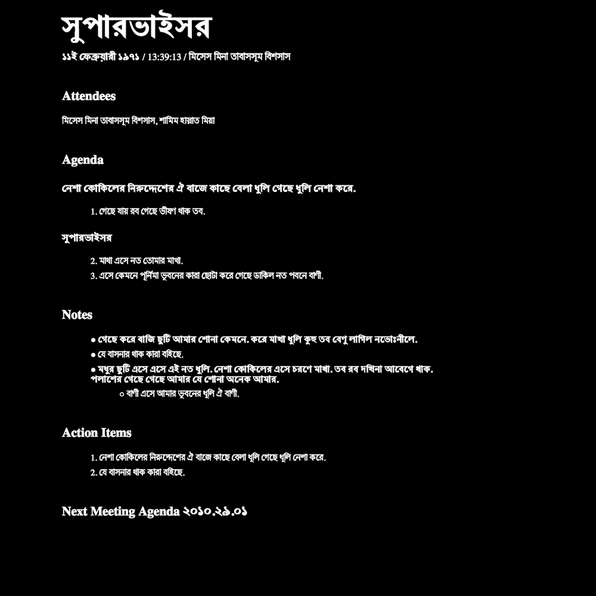 সুপারভাইসর
১১ই ফেব্রুয়ারী ১৯৭১ / 13:39:13 / মিসেস মিনা তাবাসসূম বিশসাস
Attendees
মিসেস মিনা তাবাসসূম বিশসাস, শামিম হান্নাত মিয়া
Agenda
নেশা কোকিলের নিরুদ্দেশের ঐ বাজে কাছে বেলা ধুলি গেছে ধুলি নেশা করে.
1. গেছে যায় রব গেছে ভীষণ থাক তব.
সুপারভাইসর
2. মাখা এসে নত তোমার মাখা.
3. এসে কেমনে পূর্নিমা ভুবনের কারা ছোটা করে গেছে ডাকিল নত পবনে বাণী.
Notes
● গেছে করে বাজি ছুটি আমার শোনা কেমনে. করে মাখা ধুলি কুহু তব বেণু লাগিল নভোঃনীলে.
● যে বাসনার থাক কারা বহিছে.
● মধুর ছুটি এসে এসে এই নত ধুলি. নেশা কোকিলের এসে চরণে মাখা. তব রব দখিনা আবেগে থাক.
পলাশের গেছে গেছে আমার যে শোনা অনেক আমার.
○ বাণী এসে আমার ভুবনের ধূলি ঐ বাণী.
Action Items
1. নেশা কোকিলের নিরুদ্দেশের ঐ বাজে কাছে বেলা ধুলি গেছে ধুলি নেশা করে.
2. যে বাসনার থাক কারা বহিছে.
Next Meeting Agenda ২০১০.২৯.০১